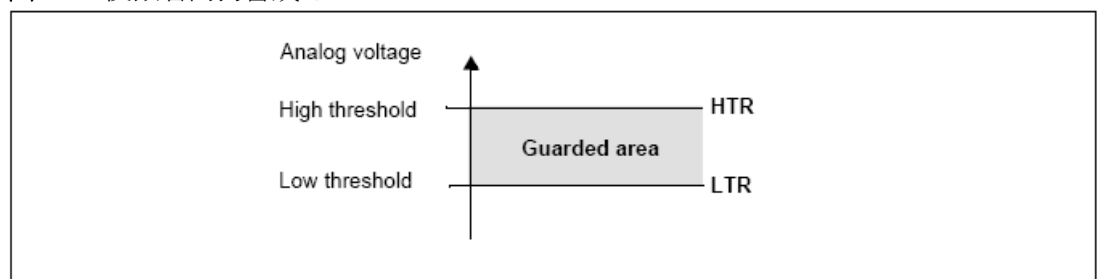 Analog voltage
High threshold HTR
Guarded area
Low threshold LTR